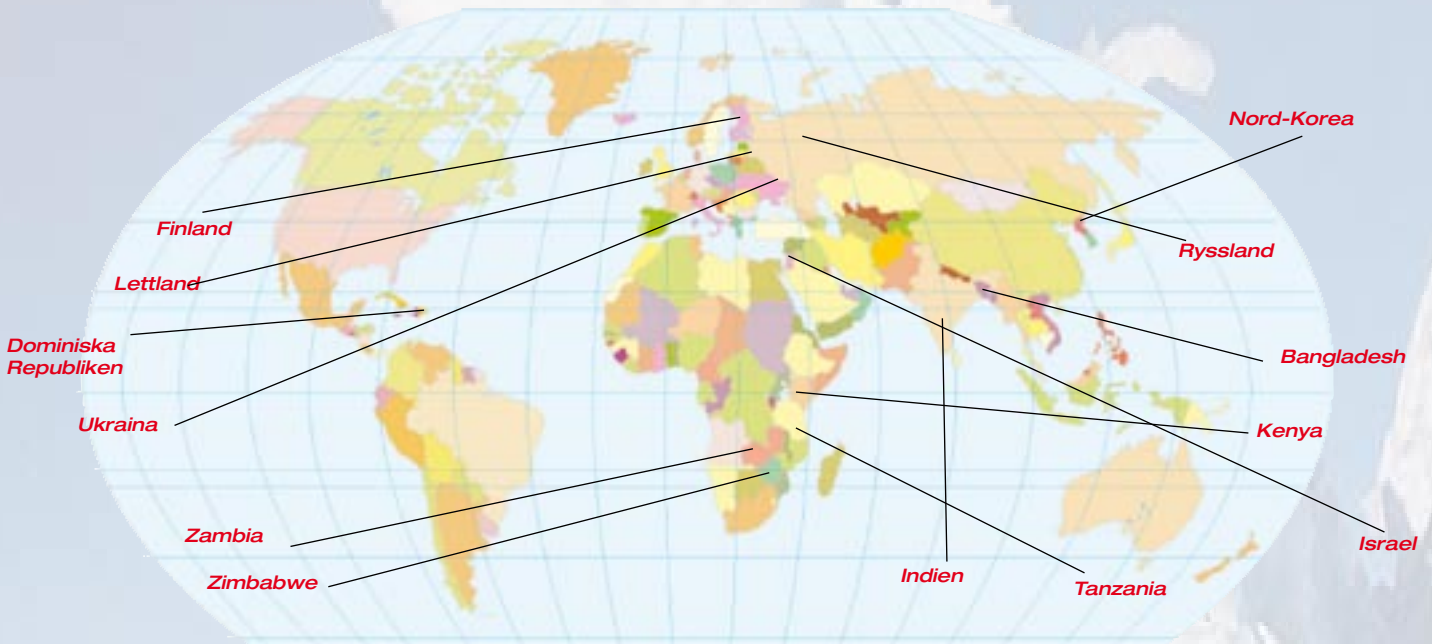 Nord-Korea
Finland
Ryssland
Lettland
Dominiska
Republiken
Bangladesh
Ukraina
Kenya
Zambia
Israel
Zimbabwe
Indien
Tanzania